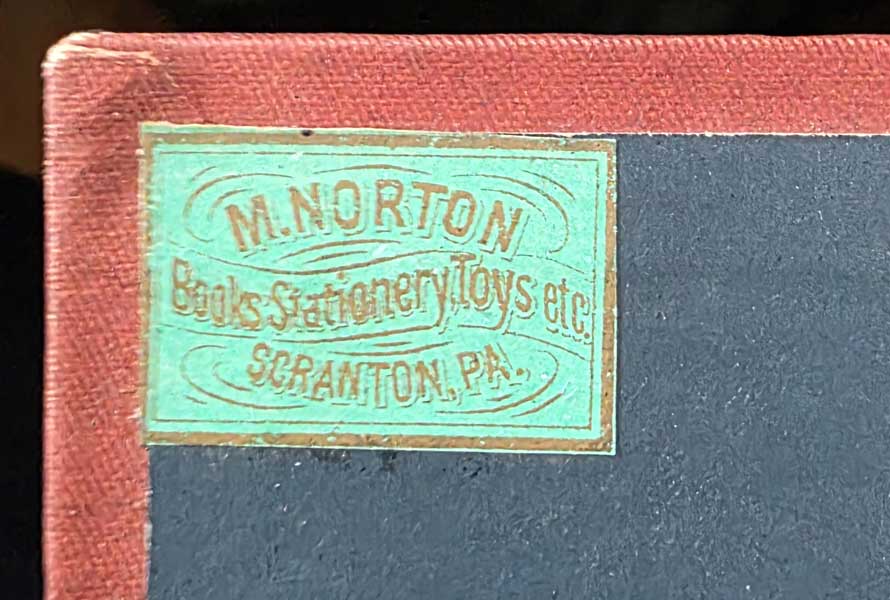 M. NORTON
Books Stationery, Toys etc.
SCRANTON, PA.